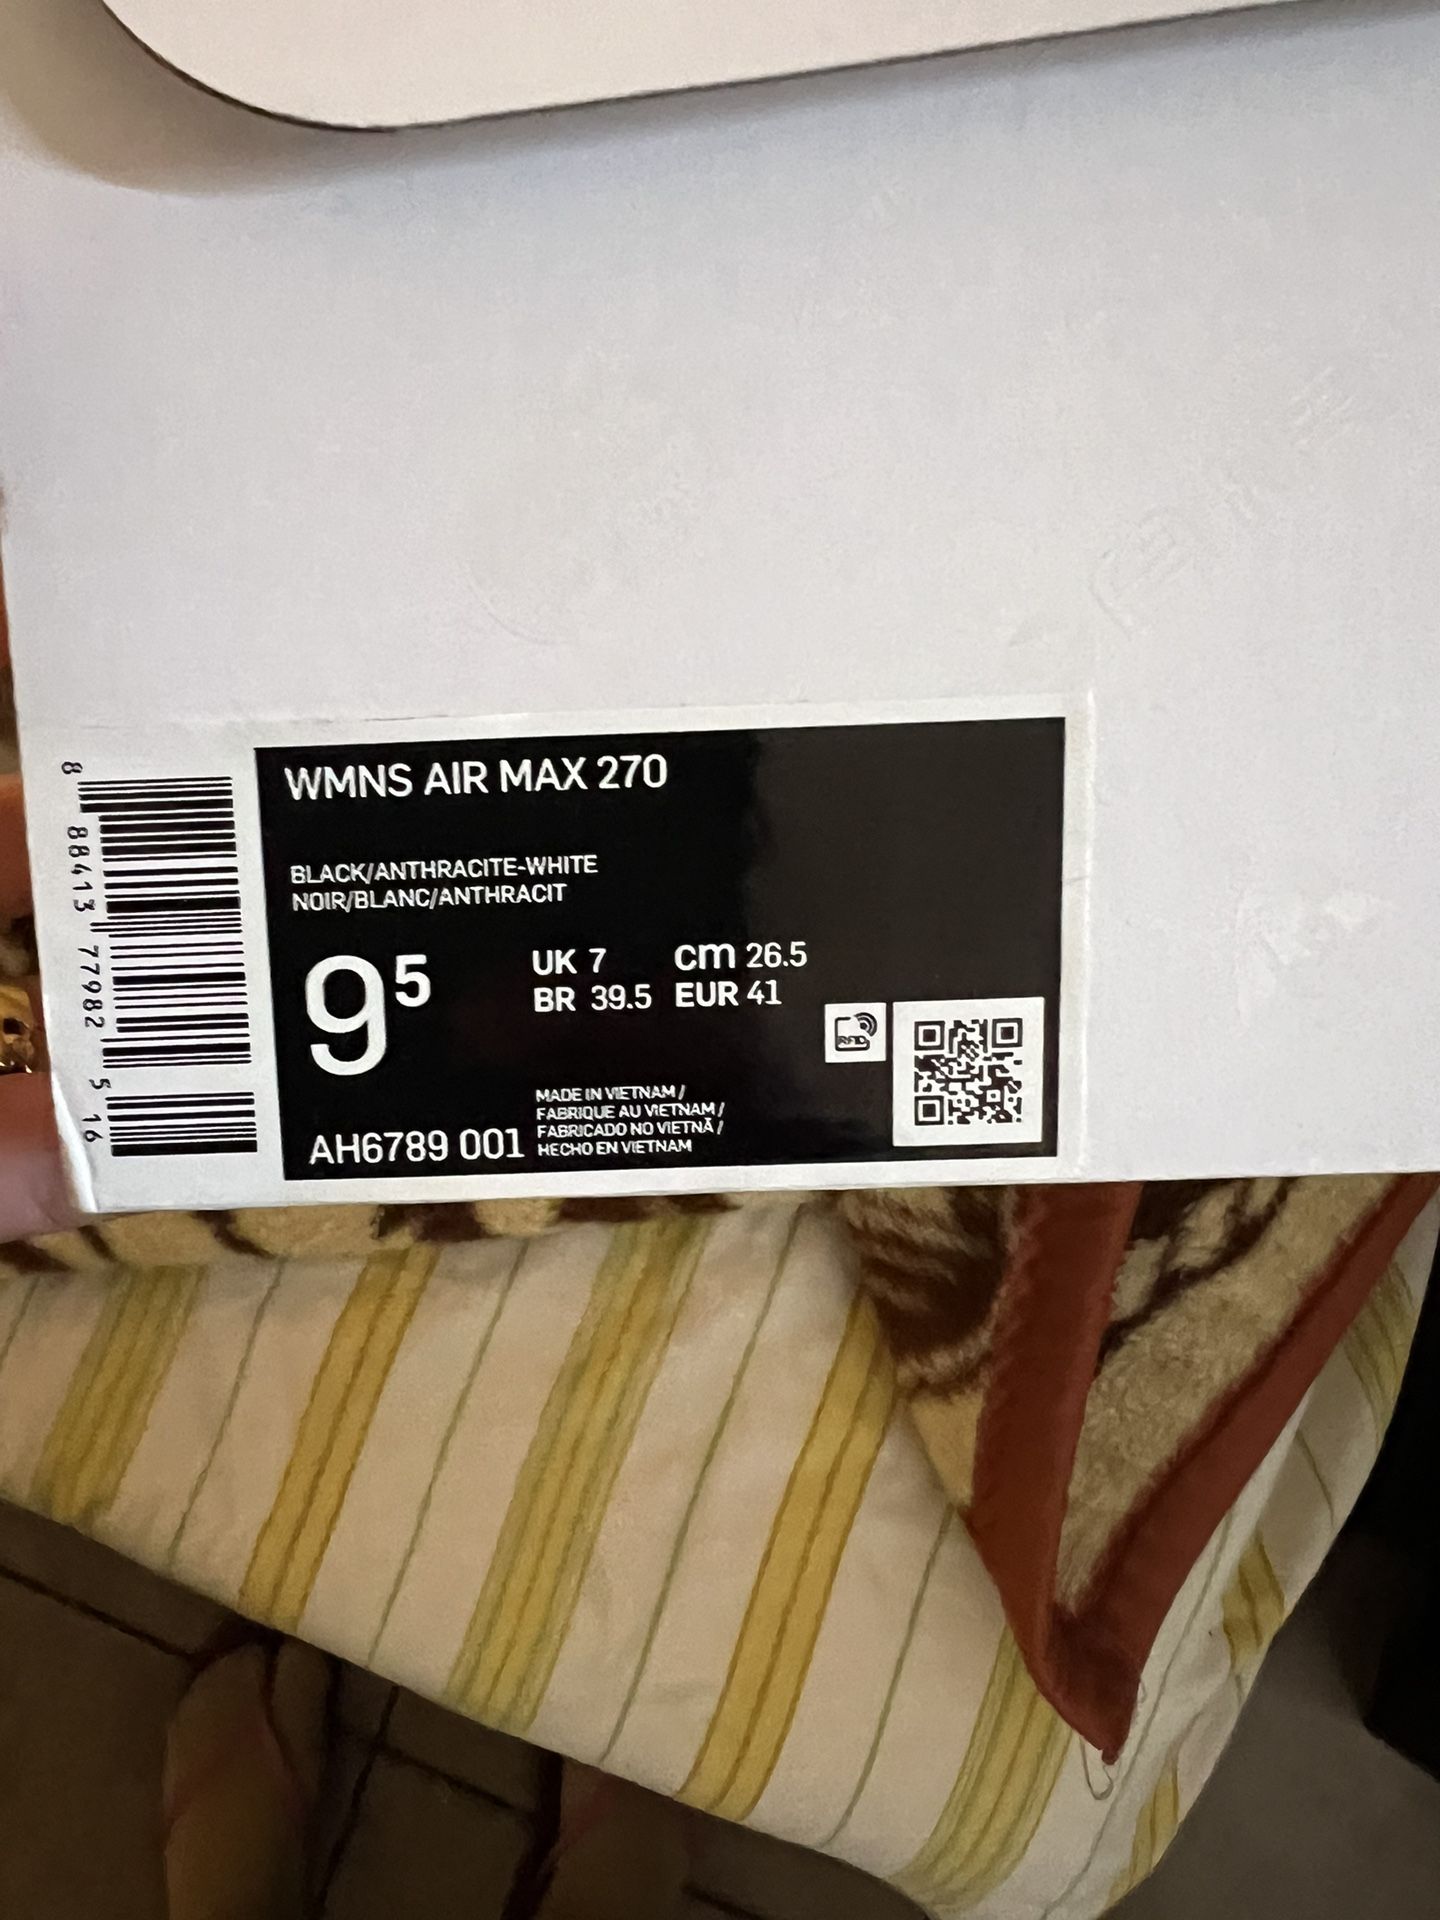 WMNS AIR MAX 270
BLACK/ANTHRACITE-WHITE
NOIR/BLANC/ANTHRACIT
9⁵
UK 7 cm 26.5
BR 39.5 EUR 41
RFID
AH6789 001
MADE IN VIETNAM /
FABRIQUE AU VIETNAM /
FABRICADO NO VIETNÃ /
HECHO EN VIETNAM
8 88413 77982 5 16